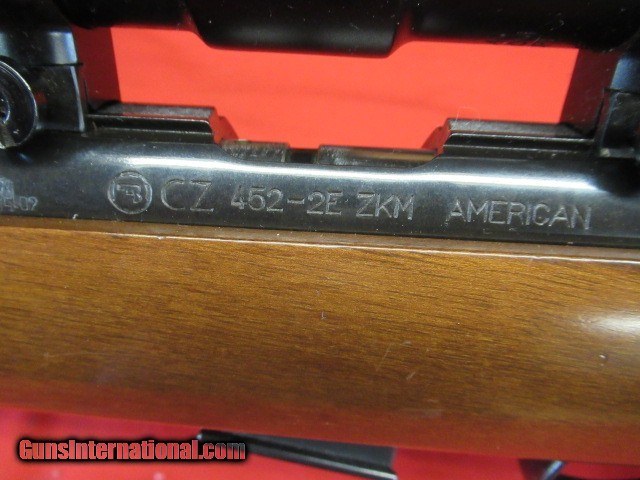 CZ 452-2E ZKM AMERICAN
GunsInternational.com